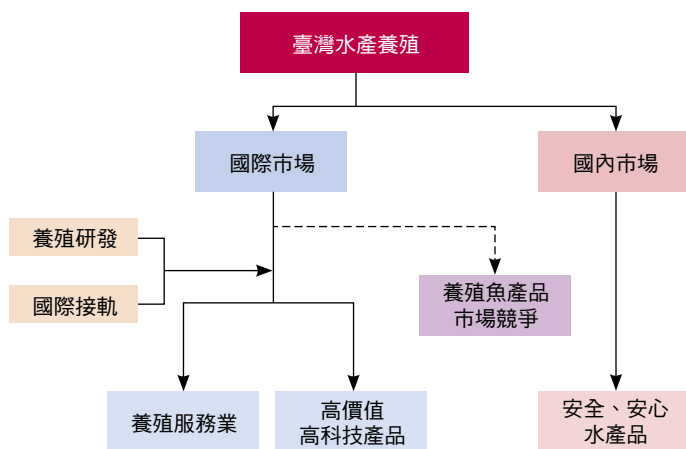 臺灣水產養殖
國際市場
國內市場
養殖研發
國際接軌
養殖魚產品
市場競爭
養殖服務業
高價值
高科技產品
安全、安心
水產品